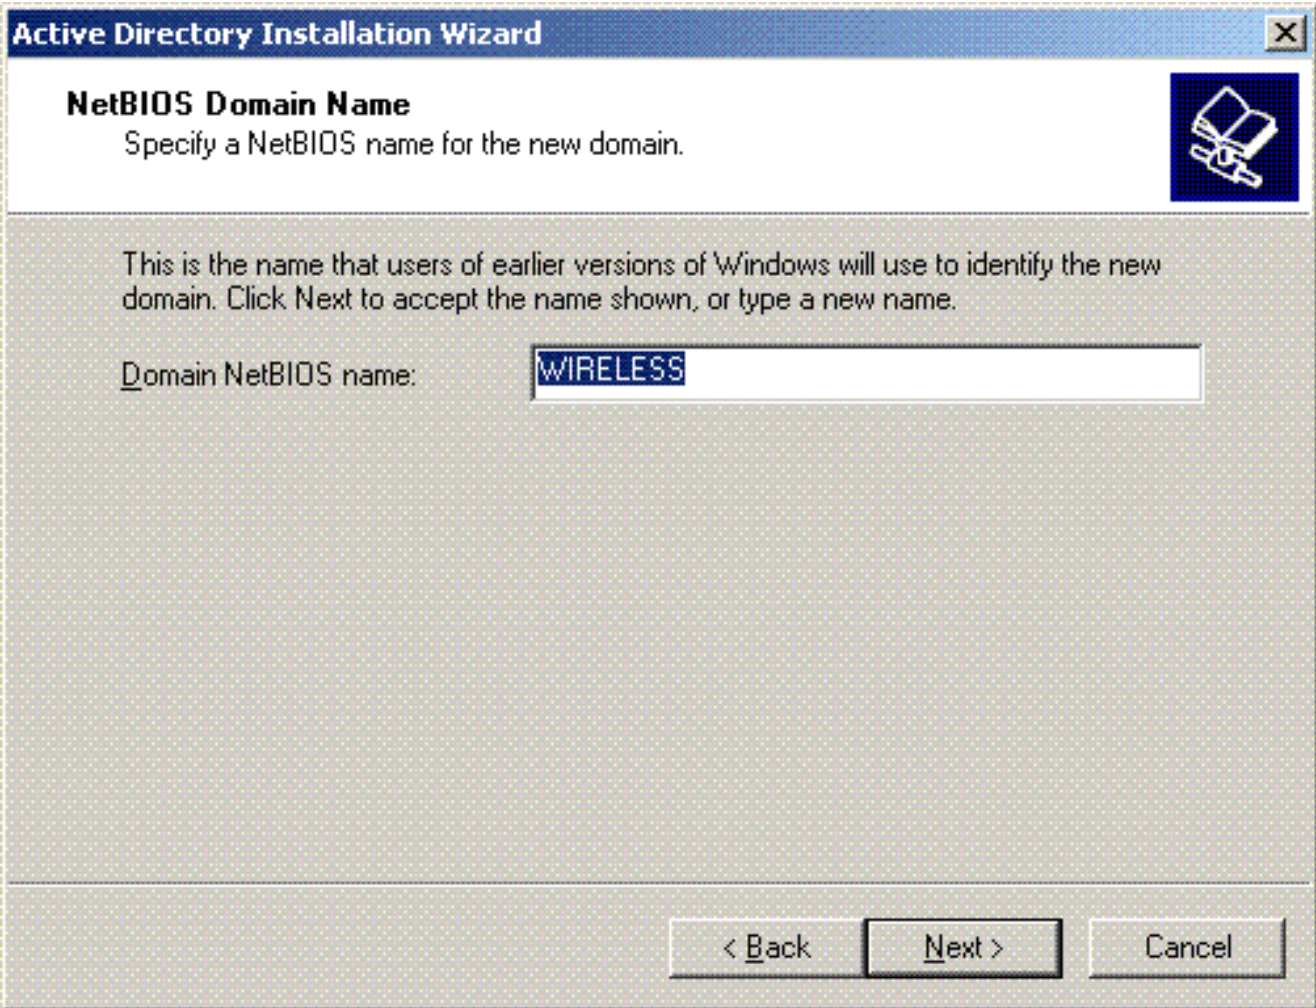 Active Directory Installation Wizard
NetBIOS Domain Name
Specify a NetBIOS name for the new domain.
This is the name that users of earlier versions of Windows will use to identify the new
domain. Click Next to accept the name shown, or type a new name.
Domain NetBIOS name: WIRELESS
< Back Next > Cancel